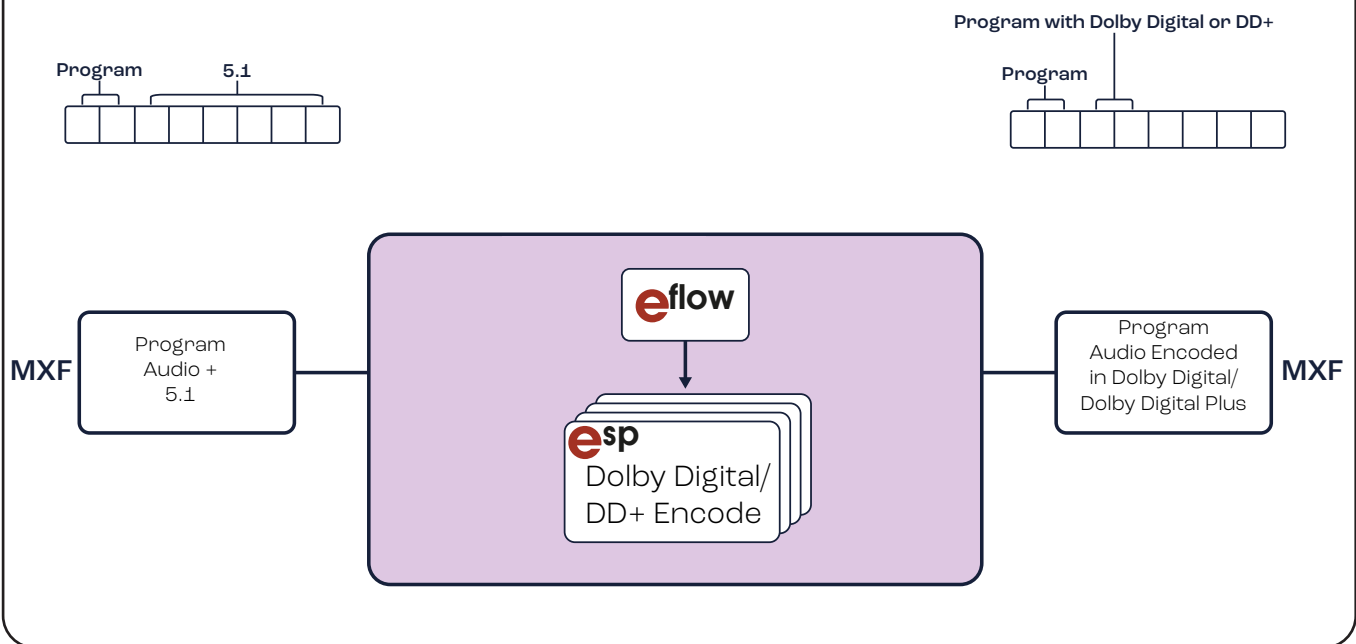 Program with Dolby Digital or DD+
Program
5.1
Program
eflow
MXF
Program
Audio +
5.1
Program
Audio Encoded
in Dolby Digital/
Dolby Digital Plus
MXF
esp
Dolby Digital/
DD+ Encode